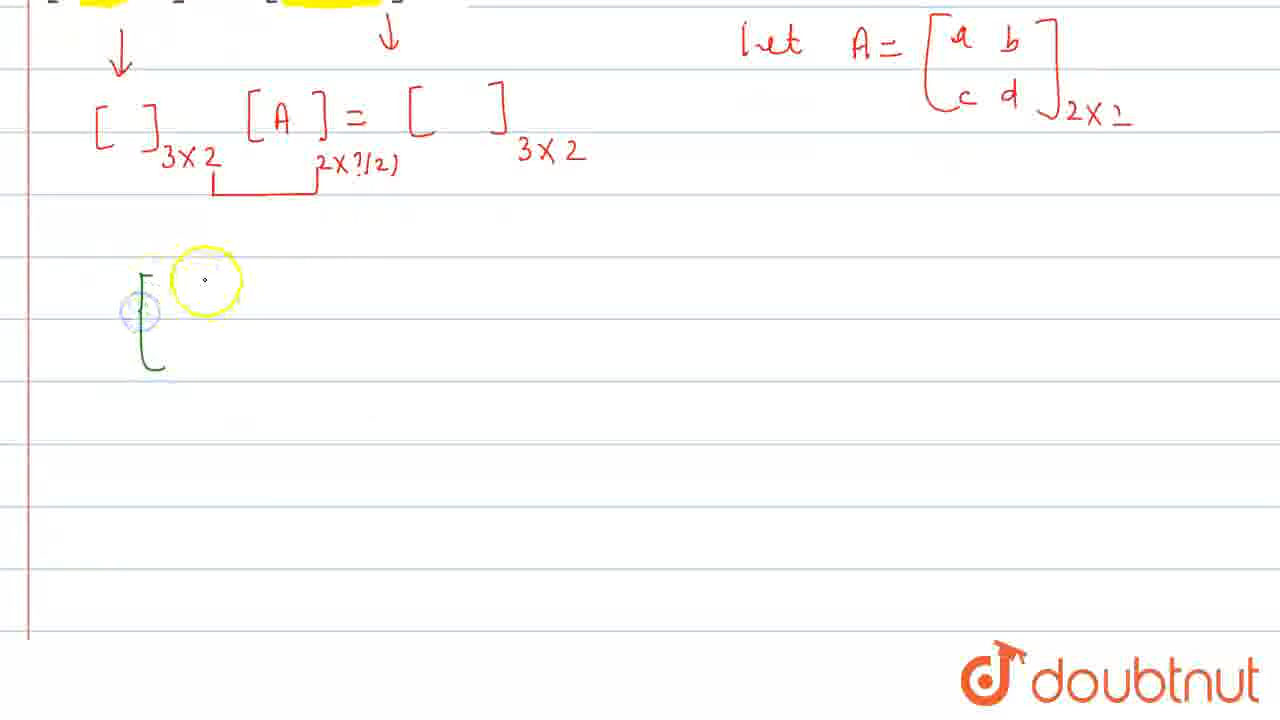 let A = [a b
c d] 2×2
[ ] 3×2 [A] 2×?(2) = [ ] 3×2
[
doubtnut